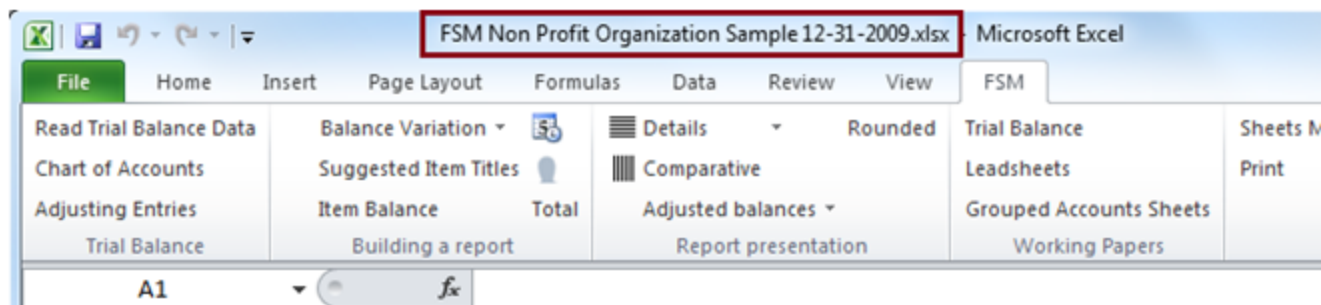 FSM Non Profit Organization Sample 12-31-2009.xlsx - Microsoft Excel
File Home Insert Page Layout Formulas Data Review View FSM
Read Trial Balance Data Balance Variation Details Rounded Trial Balance Sheets M
Chart of Accounts Suggested Item Titles Comparative Leadsheets Print
Adjusting Entries Item Balance Total Adjusted balances Grouped Accounts Sheets
Trial Balance Building a report Report presentation Working Papers
A1 fx